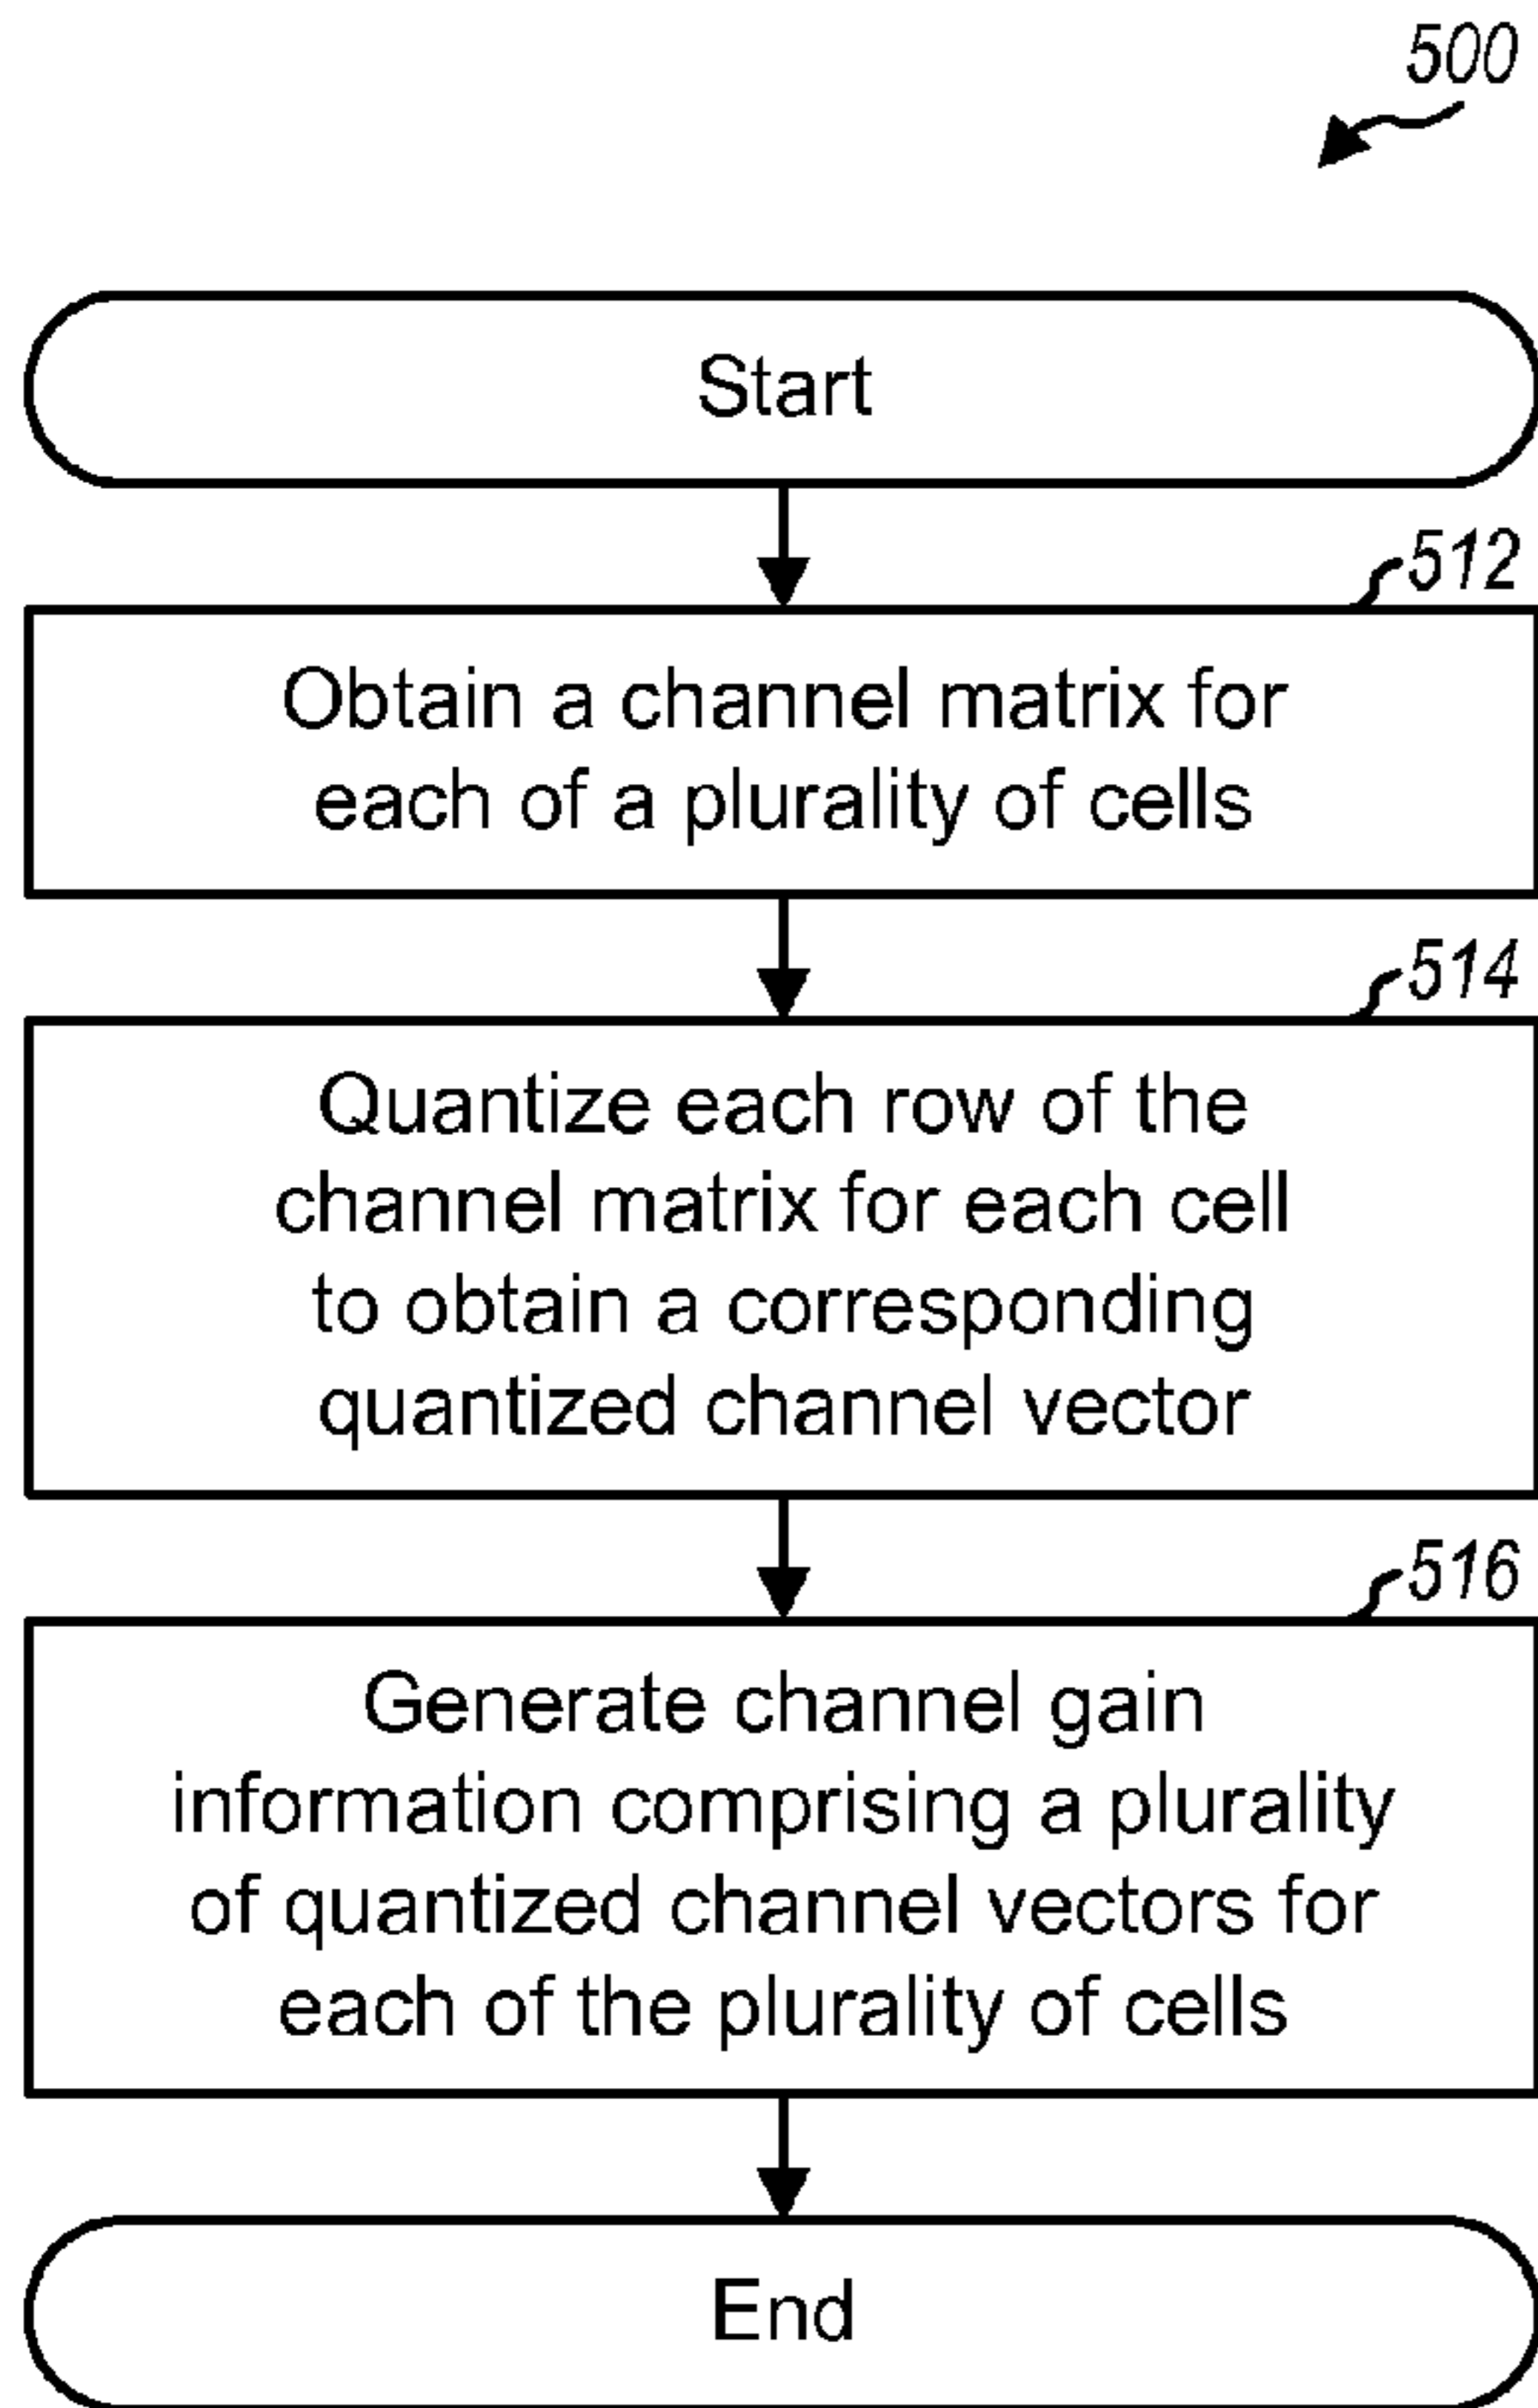 500
Start
512
Obtain a channel matrix for
each of a plurality of cells
514
Quantize each row of the
channel matrix for each cell
to obtain a corresponding
quantized channel vector
516
Generate channel gain
information comprising a plurality
of quantized channel vectors for
each of the plurality of cells
End